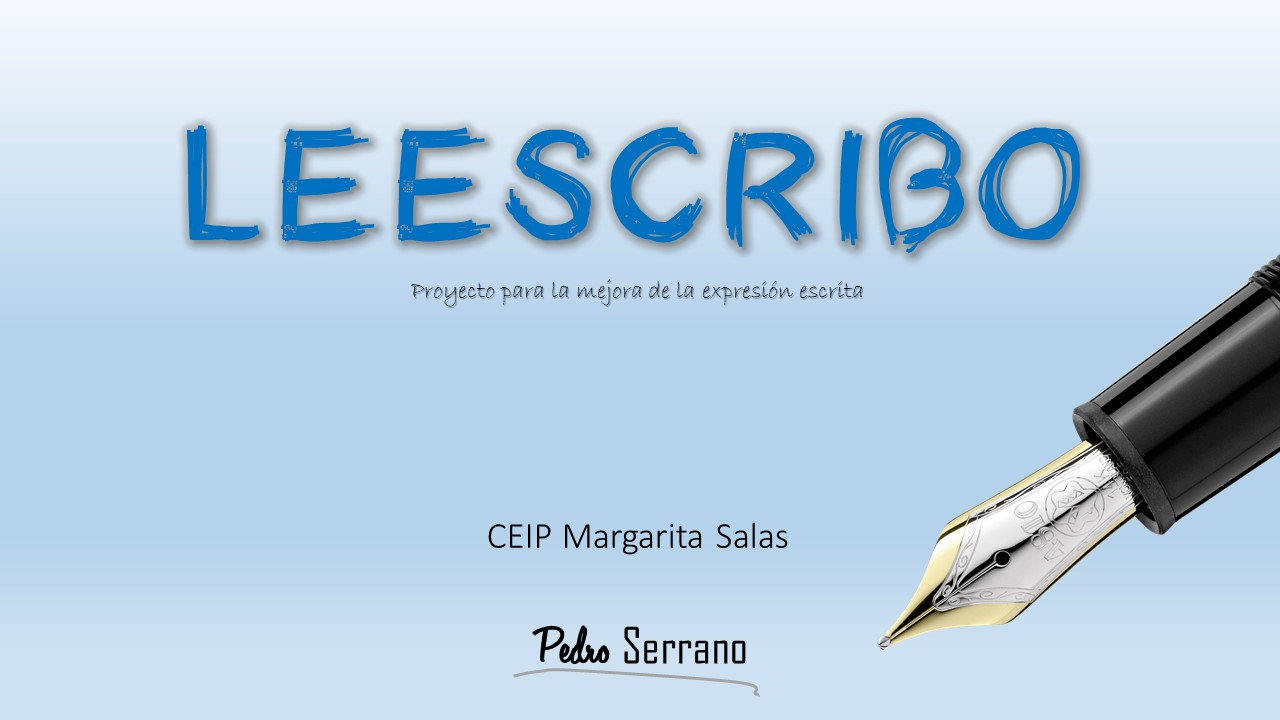 LEESCRIBO
Proyecto para la mejora de la expresión escrita
CEIP Margarita Salas
Pedro Serrano